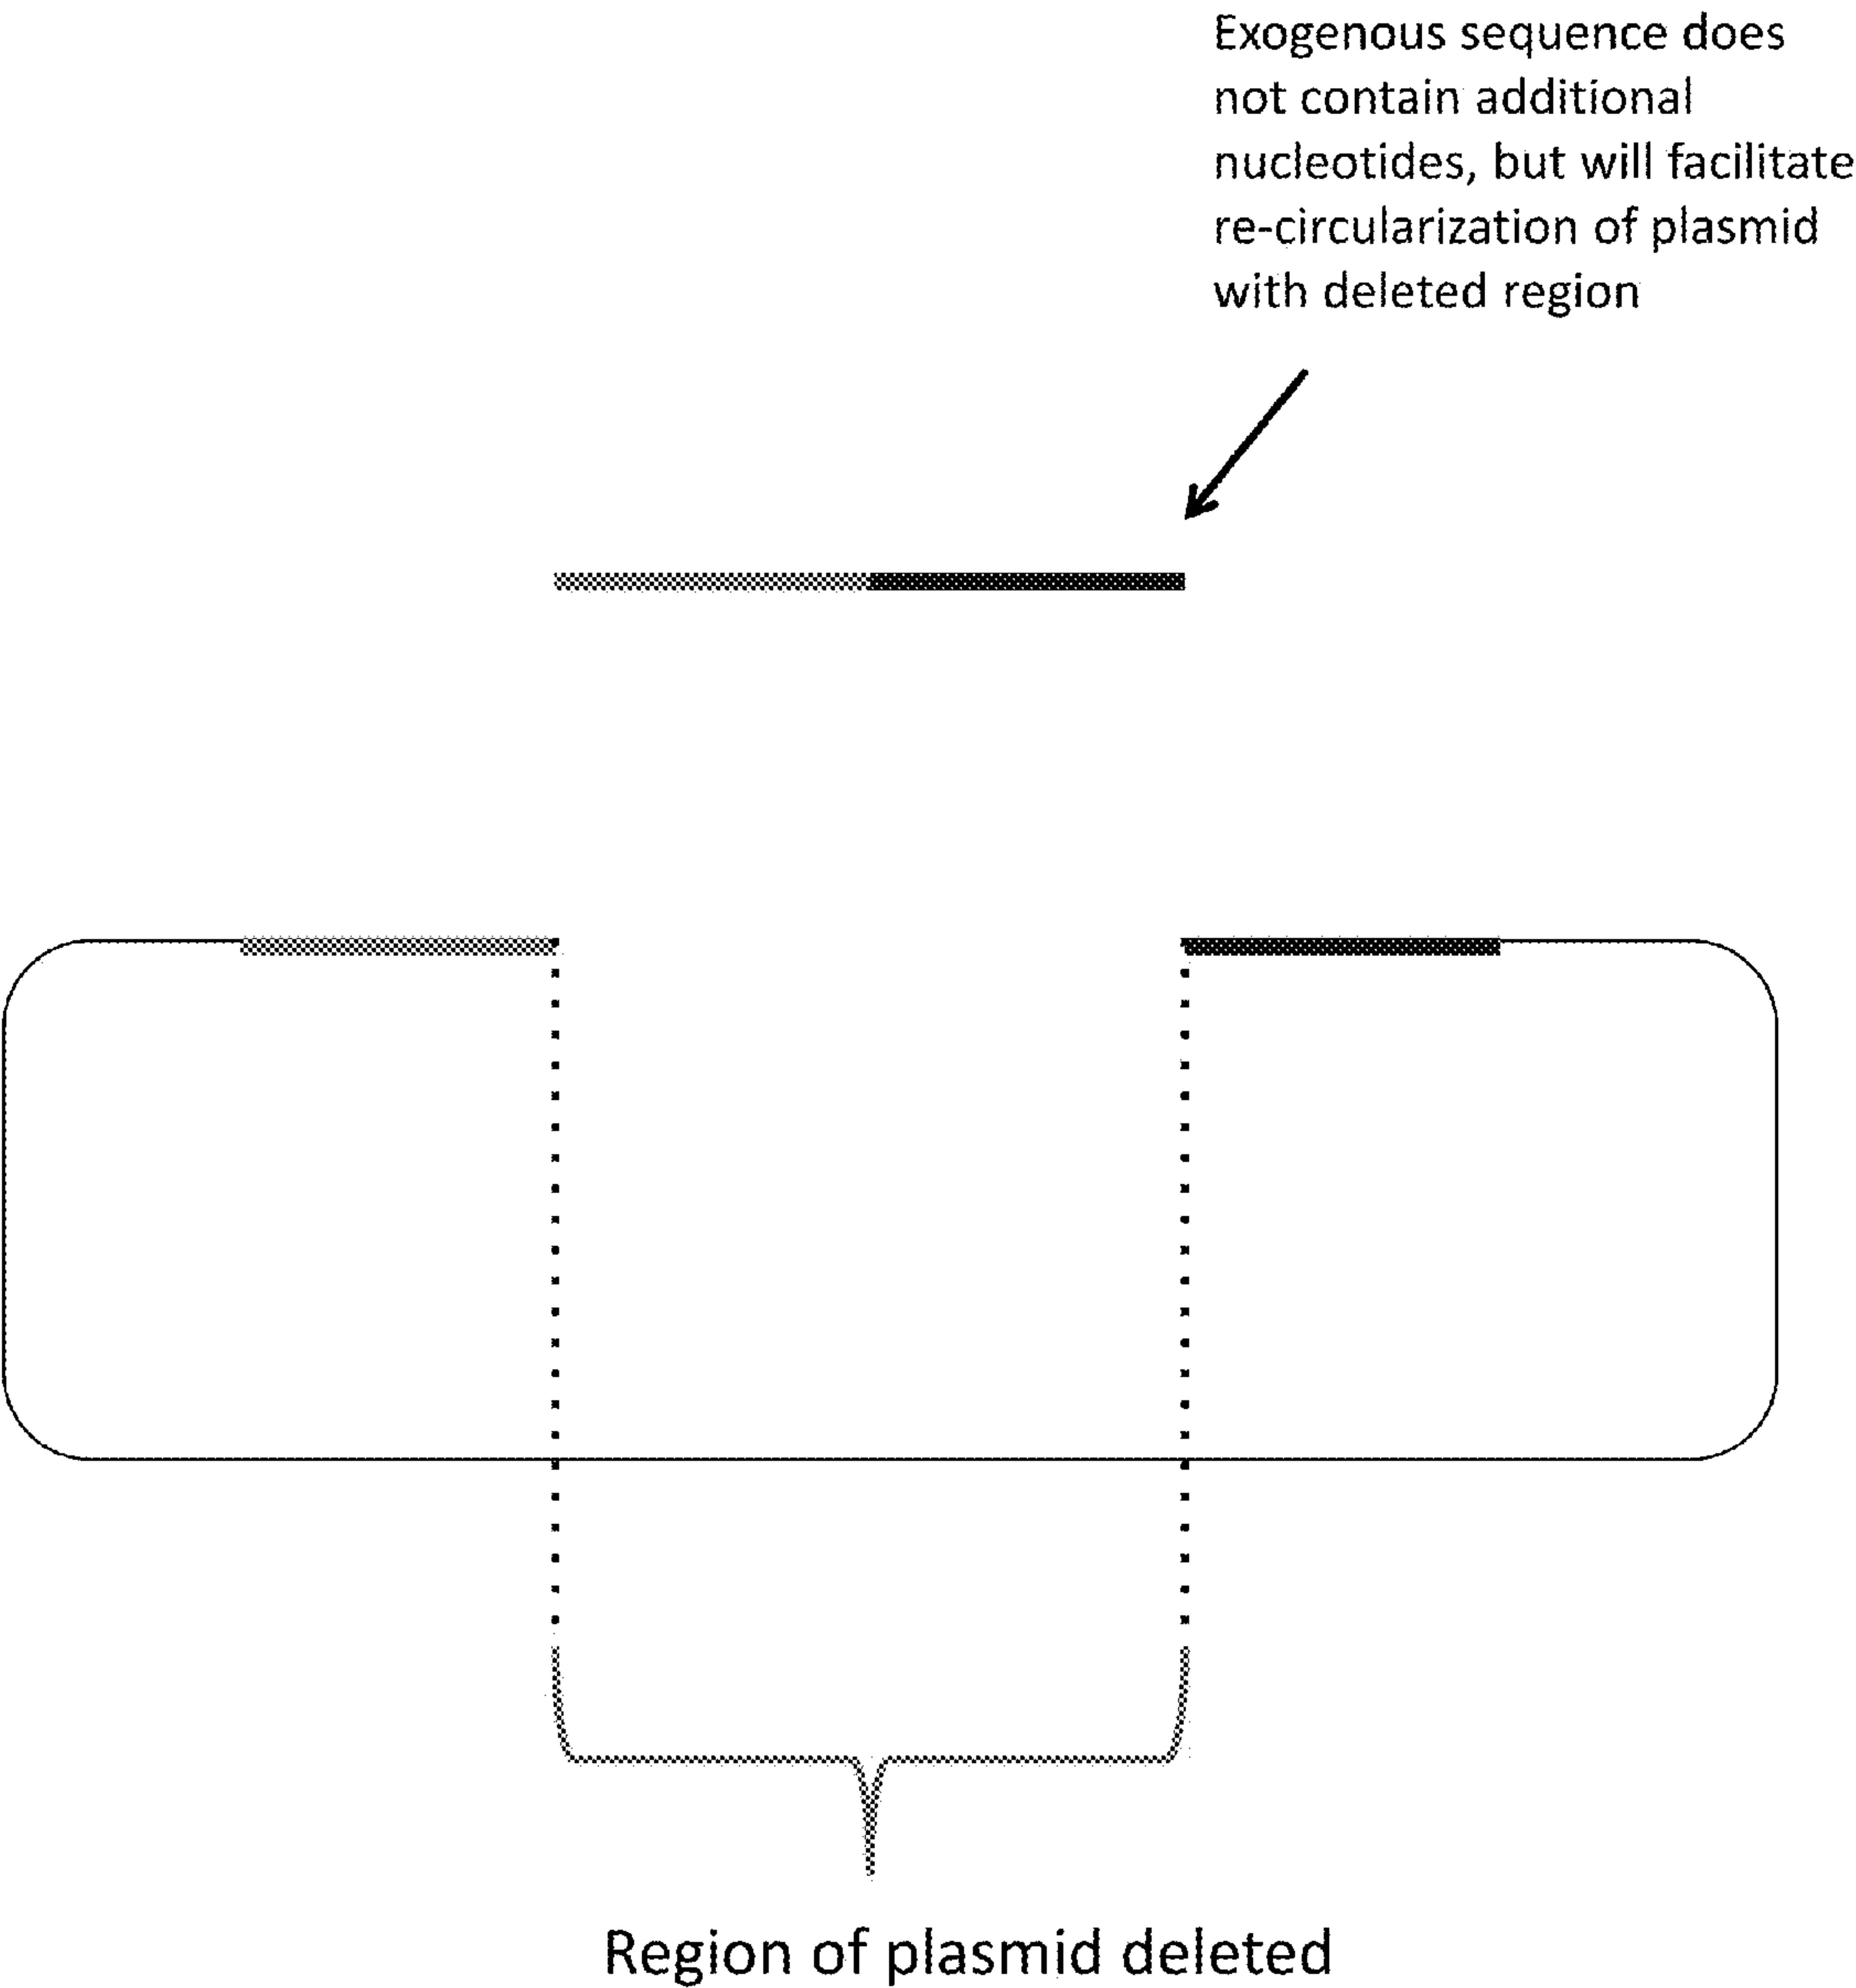 Exogenous sequence does
not contain additional
nucleotides, but will facilitate
re-circularization of plasmid
with deleted region
Region of plasmid deleted